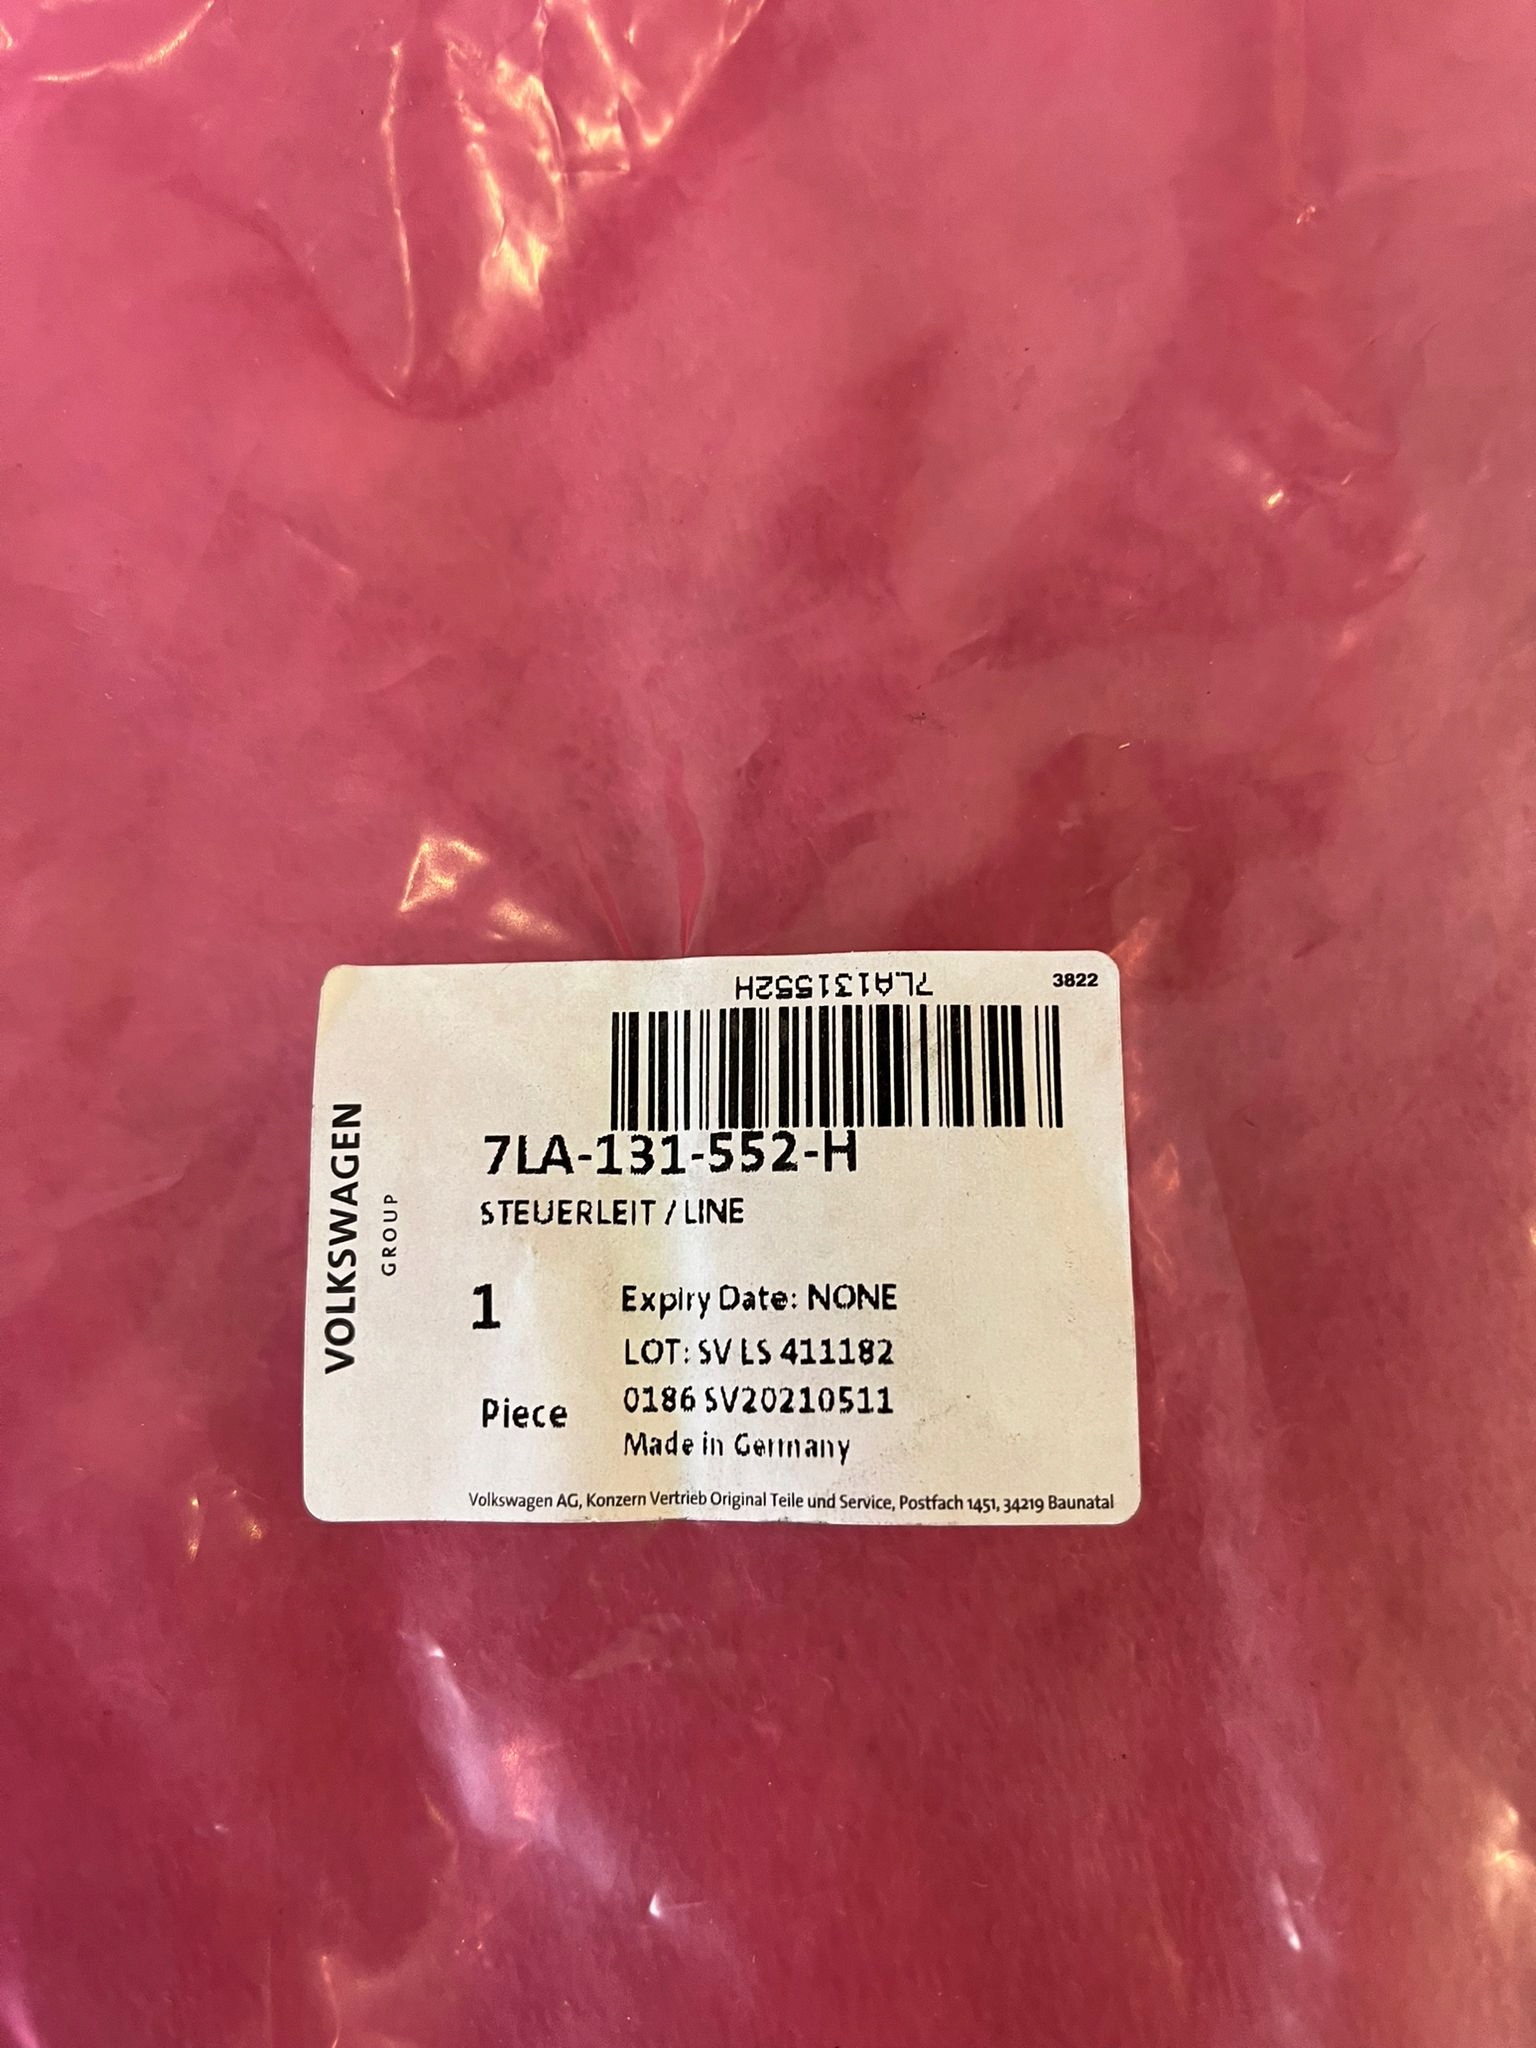 7LA131552H
3822
VOLKSWAGEN
GROUP
7LA-131-552-H
STEUERLEIT / LINE
1
Piece
Expiry Date: NONE
LOT: SV LS 411182
0186 SV20210511
Made in Germany
Volkswagen AG, Konzern Vertrieb Original Teile und Service, Postfach 1451, 34219 Baunatal